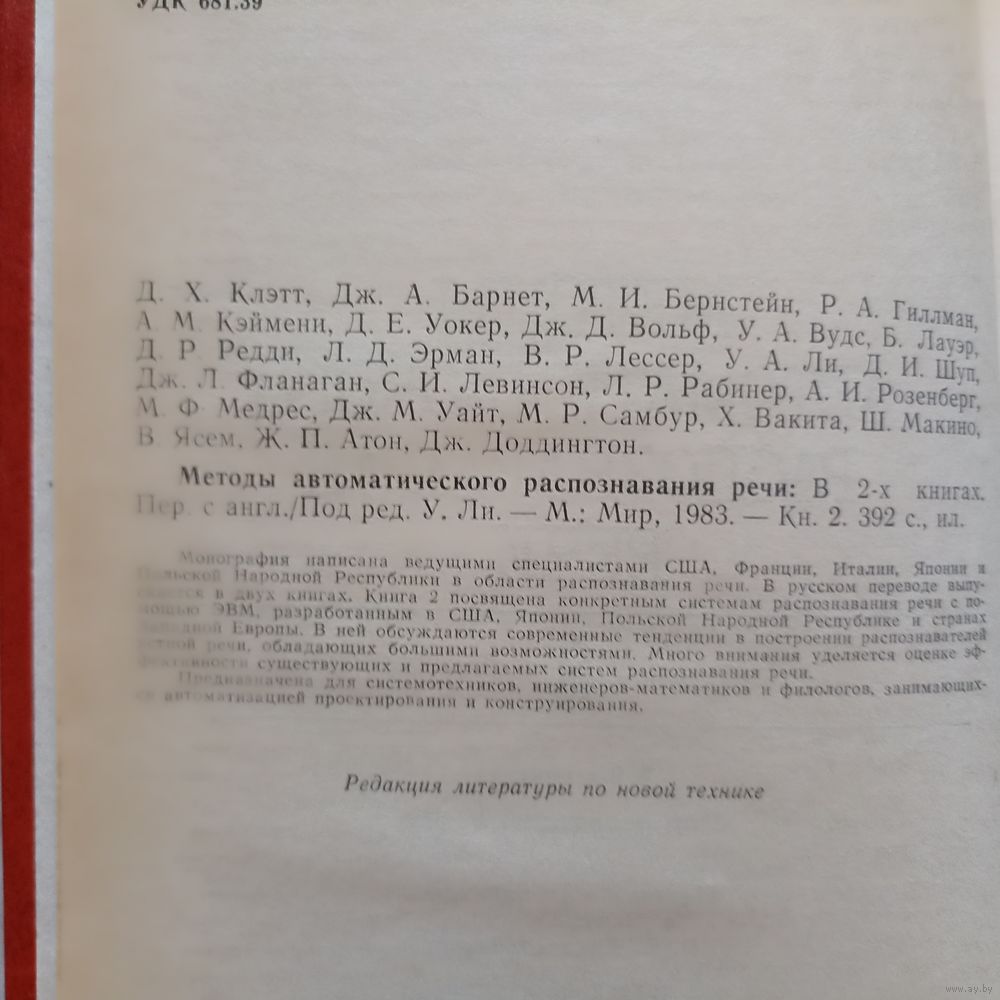 УДК 681.39
Д. Х. Клэтт, Дж. А. Барнет, М. И. Бернстейн, Р. А. Гиллман,
А. М. Кэймени, Д. Е. Уокер, Дж. Д. Вольф, У. А. Вудс, Б. Лауэр,
Д. Р. Редди, Л. Д. Эрман, В. Р. Лессер, У. А. Ли, Д. И. Шуп,
Дж. Л. Фланаган, С. И. Левинсон, Л. Р. Рабинер, А. И. Розенберг,
М. Ф. Медрес, Дж. М. Уайт, М. Р. Самбур, Х. Вакита, Ш. Макино,
В. Ясем, Ж. П. Атон, Дж. Доддингтон.
Методы автоматического распознавания речи: В 2-х книгах.
Пер. с англ./Под ред. У. Ли. — М.: Мир, 1983. — Кн. 2. 392 с., ил.
Монография написана ведущими специалистами США, Франции, Италии, Японии и
Польской Народной Республики в области распознавания речи. В русском переводе выпу-
скается в двух книгах. Книга 2 посвящена конкретным системам распознавания речи с по-
мощью ЭВМ, разработанным в США, Японии, Польской Народной Республике и странах
Западной Европы. В ней обсуждаются современные тенденции в построении распознавателей
устной речи, обладающих большими возможностями. Много внимания уделяется оценке эф-
фективности существующих и предлагаемых систем распознавания речи.
Предназначена для системотехников, инженеров-математиков и филологов, занимающих-
ся автоматизацией проектирования и конструирования.
Редакция литературы по новой технике
www.ay.by